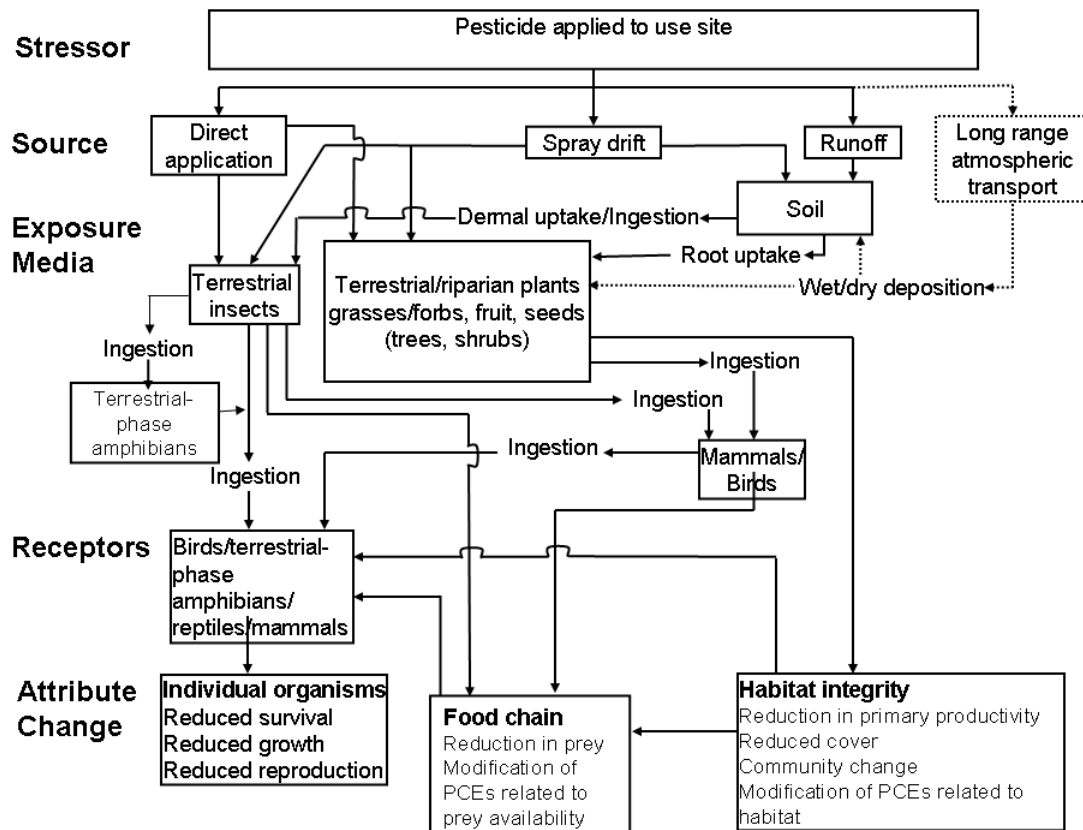 Stressor
Pesticide applied to use site
Source
Direct
application
Spray drift
Runoff
Long range
atmospheric
transport
Exposure
Media
Dermal uptake/Ingestion
Soil
Root uptake
Wet/dry deposition
Terrestrial
insects
Terrestrial/riparian plants
grasses/forbs, fruit, seeds
(trees, shrubs)
Ingestion
Ingestion
Ingestion
Terrestrial-
phase
amphibians
Ingestion
Ingestion
Mammals/
Birds
Receptors
Birds/terrestrial-
phase
amphibians/
reptiles/mammals
Attribute
Change
Individual organisms
Reduced survival
Reduced growth
Reduced reproduction
Food chain
Reduction in prey
Modification of
PCEs related to
prey availability
Habitat integrity
Reduction in primary productivity
Reduced cover
Community change
Modification of PCEs related to
habitat